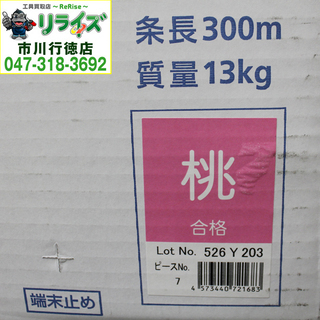 工具買取店 ～ReRise～
リライズ
市川行徳店
047-318-3692
条長300m
質量13kg
桃
合格
Lot No. 526 Y 203
ピースNo.
7
4 573440 721683
端末止め